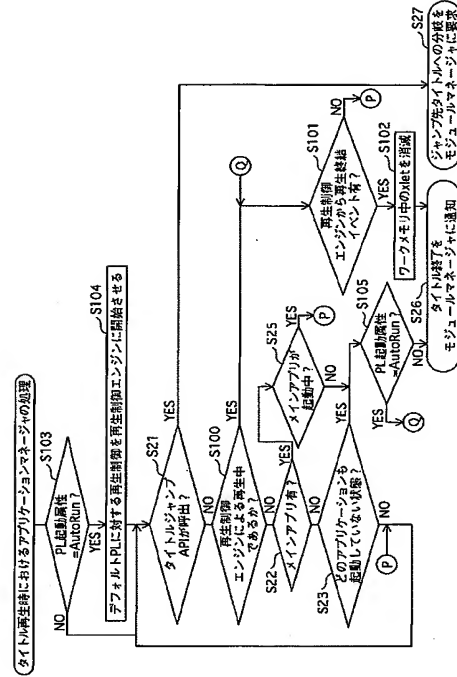 タイトル再生時におけるアプリケーションマネージャの処理
S103
PL起動属性
=AutoRun?
NO
YES
S104
デフォルトPLに対する再生制御を再生制御エンジンに開始させる
S21
タイトルジャンプ
APIが呼出?
YES
NO
S100
再生制御
エンジンによる再生中
であるか?
YES
NO
S22
メインアプリ有?
YES
NO
S25
メインアプリが
起動中?
YES
P
NO
S23
どのアプリケーションも
起動していない状態?
YES
NO
P
S105
PL起動属性
=AutoRun?
YES
Q
NO
Q
S101
再生制御
エンジンから再生終結
イベント有?
NO
P
YES
S102
ワークメモリ中のxletを消滅
S26
タイトル終了を
モジュールマネージャに通知
S27
ジャンプ先タイトルへの分岐を
モジュールマネージャに要求